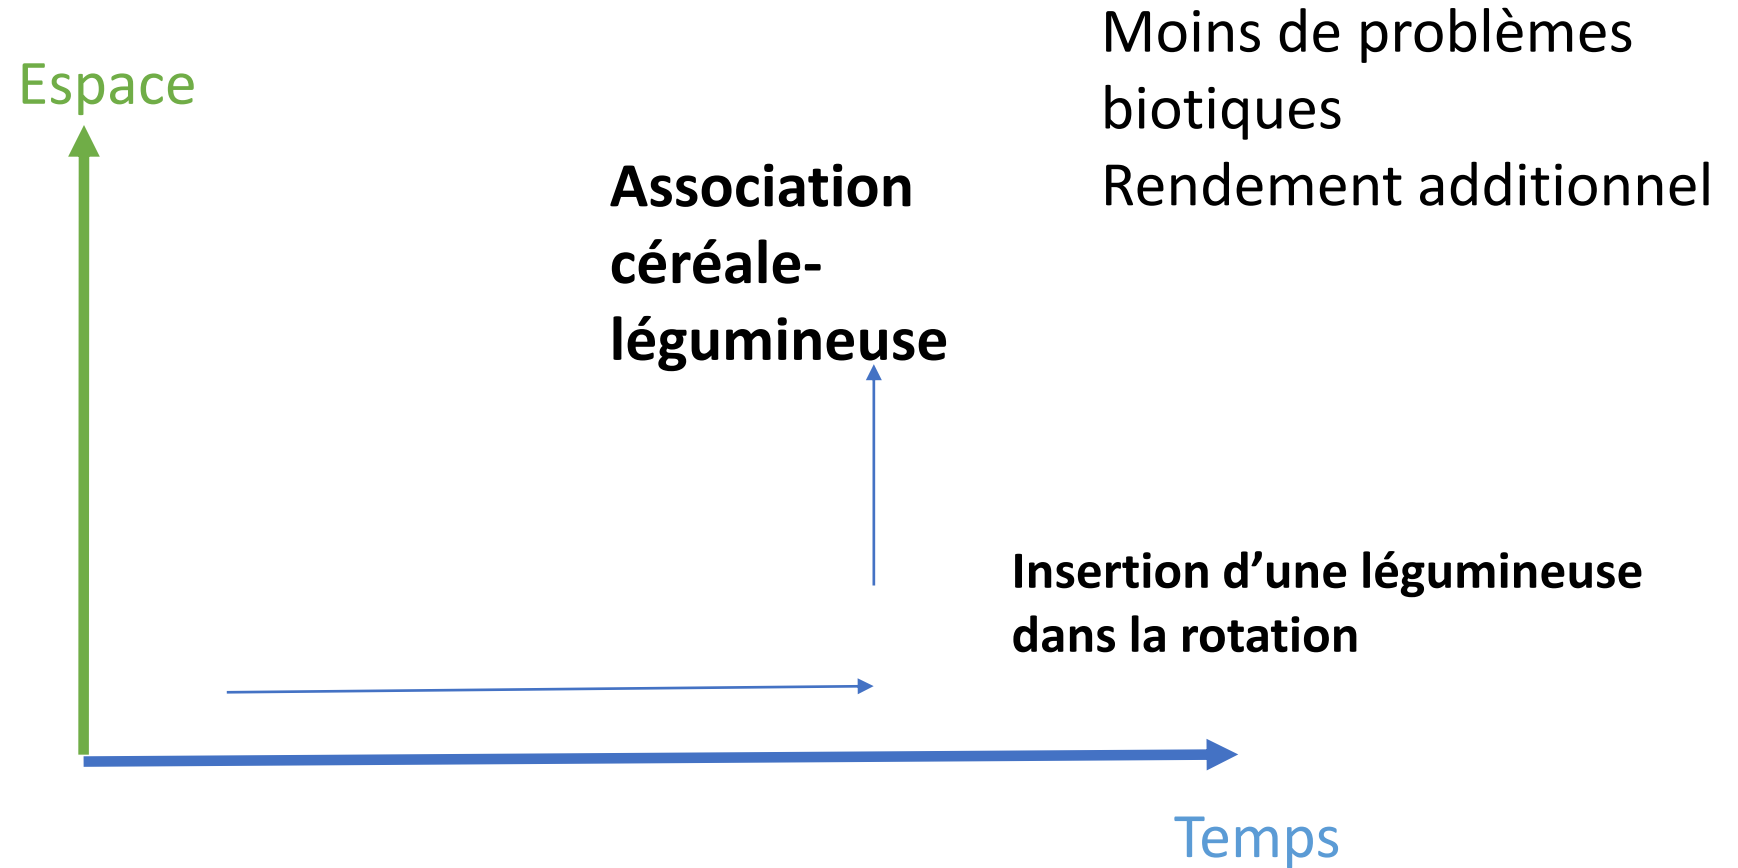 Espace
Moins de problèmes
biotiques
Rendement additionnel
Association
céréale-
légumineuse
Insertion d’une légumineuse
dans la rotation
Temps